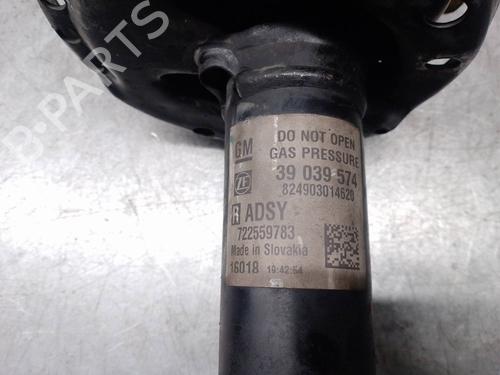 B-PARTS
GM
DO NOT OPEN
GAS PRESSURE
ZF
39 039 574
824903014620
R ADSY
722559783
Made in Slovakia
16018 19:42:54